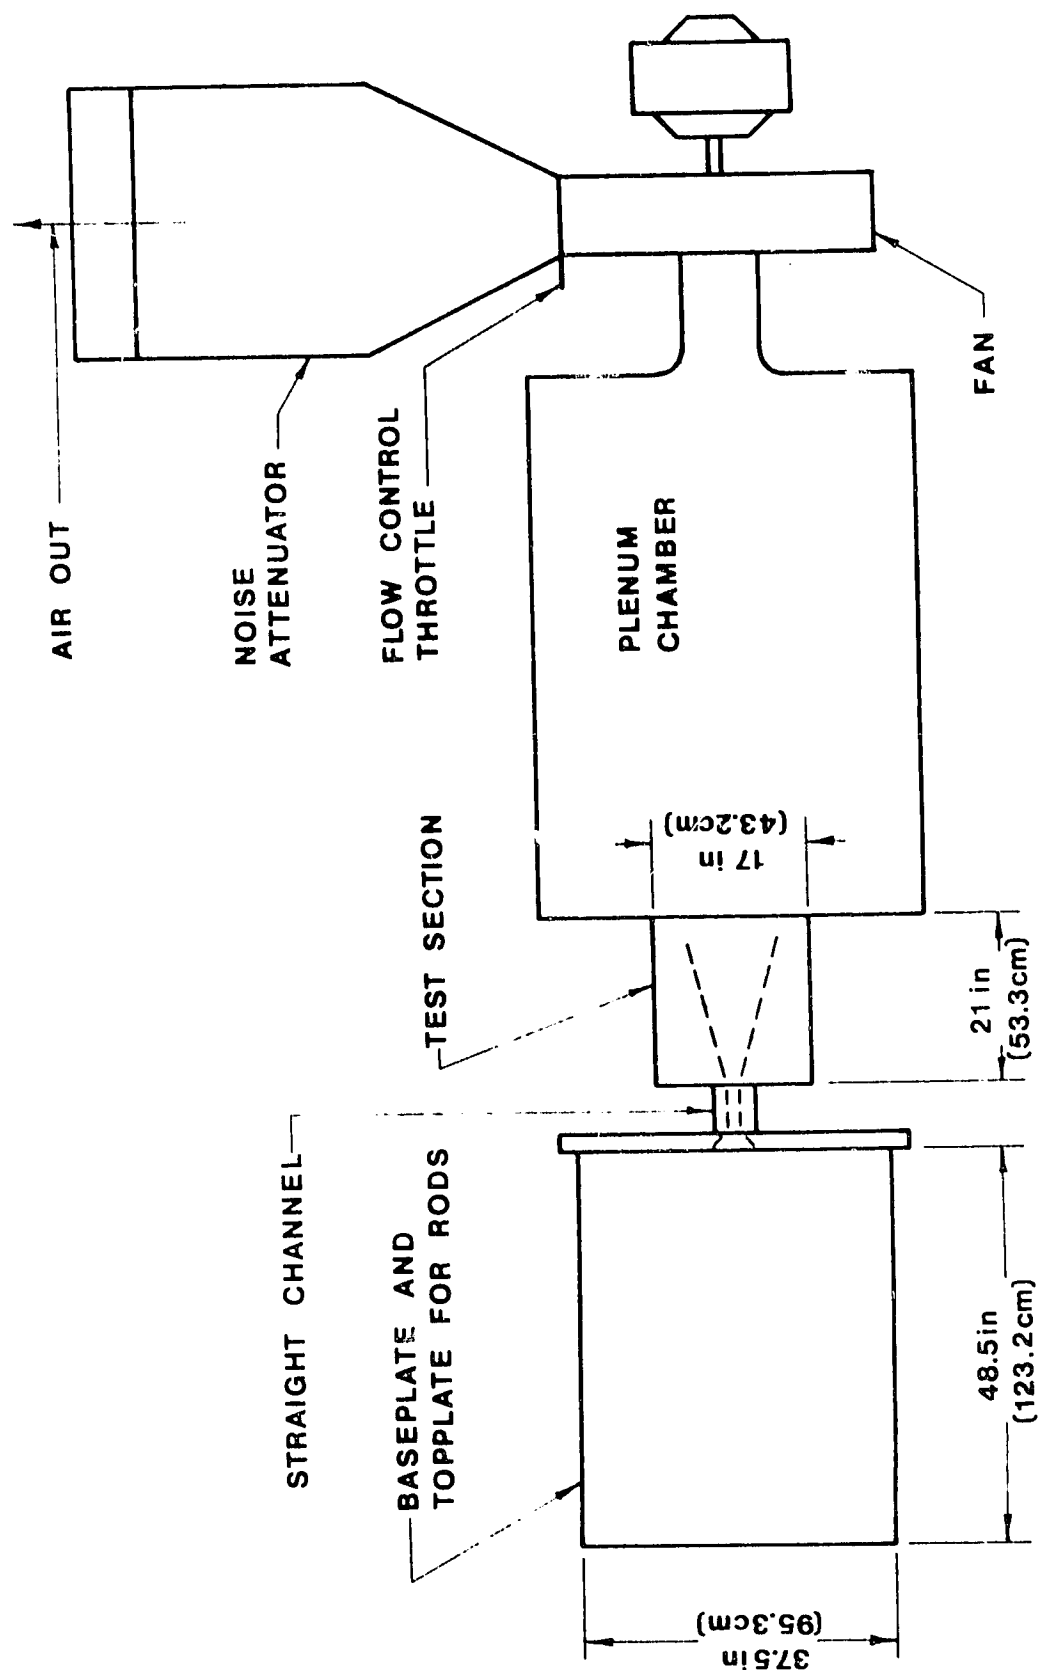 AIR OUT
NOISE
ATTENUATOR
FLOW CONTROL
THROTTLE
FAN
PLENUM
CHAMBER
TEST SECTION
17 in
(43.2cm)
21 in
(53.3cm)
STRAIGHT CHANNEL
BASEPLATE AND
TOPPLATE FOR RODS
48.5in
(123.2cm)
37.5in
(95.3cm)